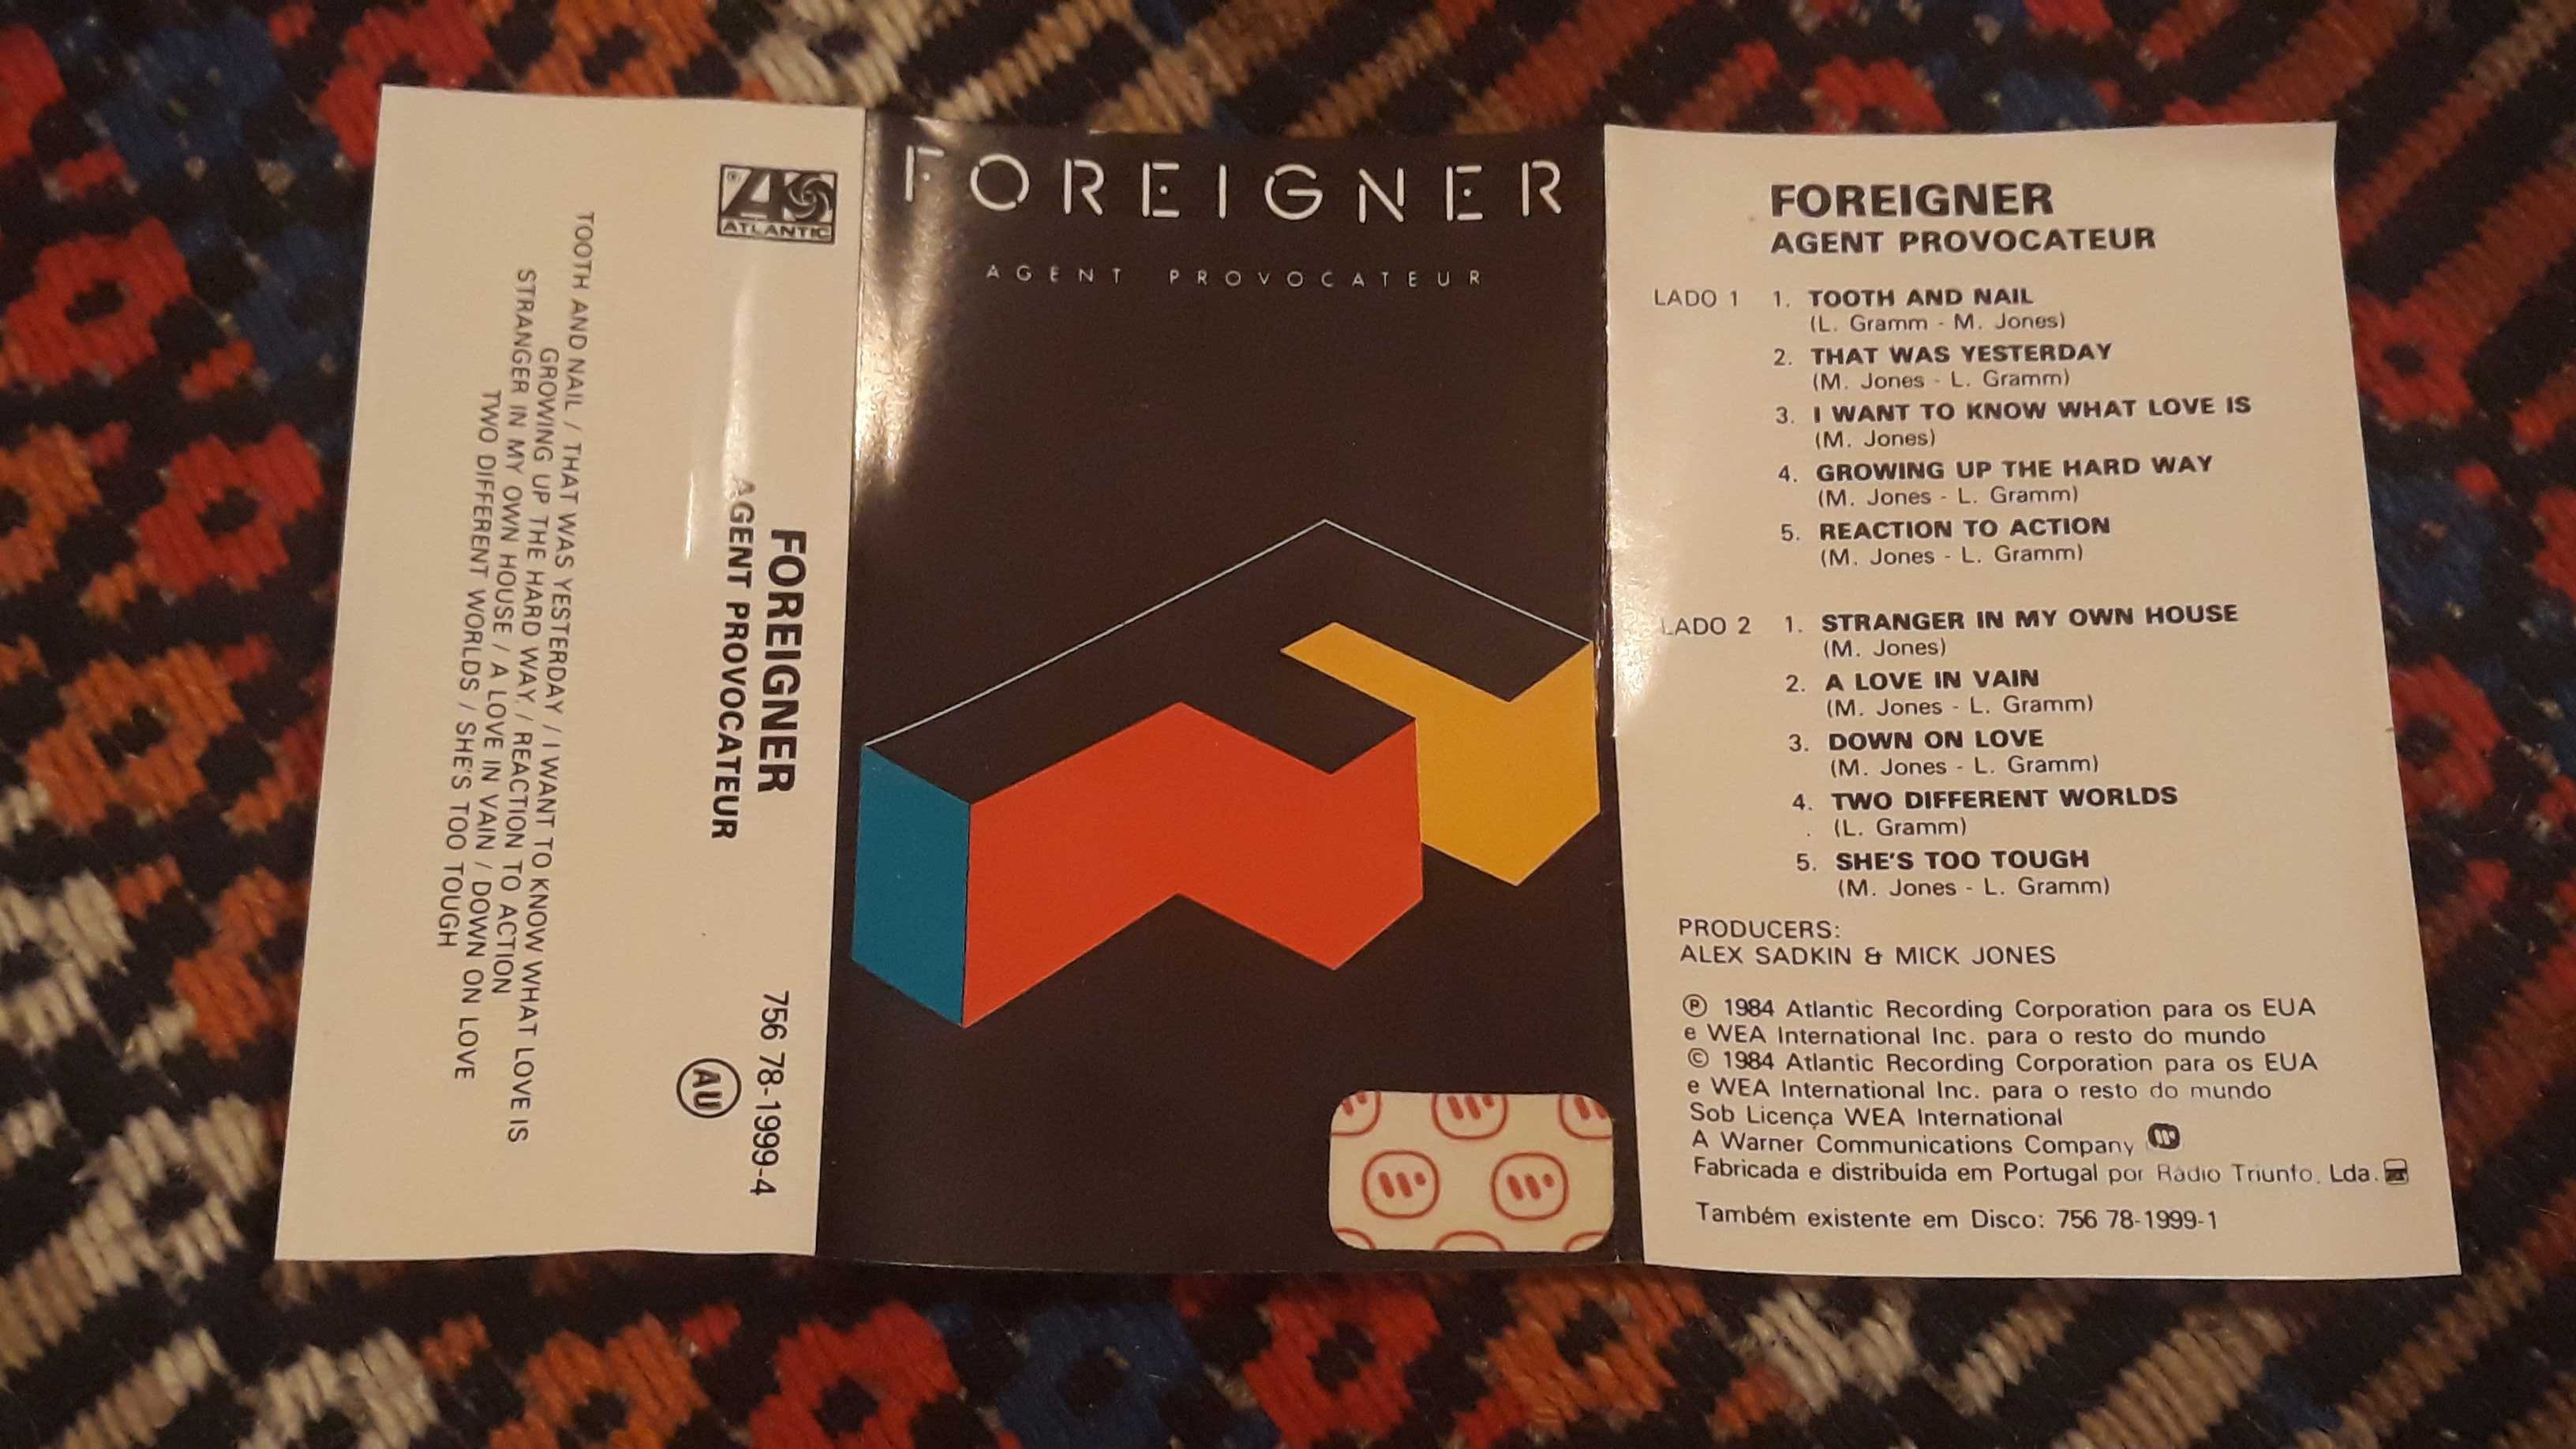 ATLANTIC
FOREIGNER
AGENT PROVOCATEUR
756 78-1999-4
AU
TOOTH AND NAIL / THAT WAS YESTERDAY / I WANT TO KNOW WHAT LOVE IS
GROWING UP THE HARD WAY / REACTION TO ACTION
STRANGER IN MY OWN HOUSE / A LOVE IN VAIN / DOWN ON LOVE
TWO DIFFERENT WORLDS / SHE'S TOO TOUGH
FOREIGNER
AGENT PROVOCATEUR
FOREIGNER
AGENT PROVOCATEUR
LADO 1 1. TOOTH AND NAIL
(L. Gramm - M. Jones)
2. THAT WAS YESTERDAY
(M. Jones - L. Gramm)
3. I WANT TO KNOW WHAT LOVE IS
(M. Jones)
4. GROWING UP THE HARD WAY
(M. Jones - L. Gramm)
5. REACTION TO ACTION
(M. Jones - L. Gramm)
LADO 2 1. STRANGER IN MY OWN HOUSE
(M. Jones)
2. A LOVE IN VAIN
(M. Jones - L. Gramm)
3. DOWN ON LOVE
(M. Jones - L. Gramm)
4. TWO DIFFERENT WORLDS
(L. Gramm)
5. SHE'S TOO TOUGH
(M. Jones - L. Gramm)
PRODUCERS:
ALEX SADKIN & MICK JONES
℗ 1984 Atlantic Recording Corporation para os EUA
e WEA International Inc. para o resto do mundo
© 1984 Atlantic Recording Corporation para os EUA
e WEA International Inc. para o resto do mundo
Sob Licença WEA International
A Warner Communications Company
Fabricada e distribuída em Portugal por Rádio Triunfo, Lda.
Também existente em Disco: 756 78-1999-1